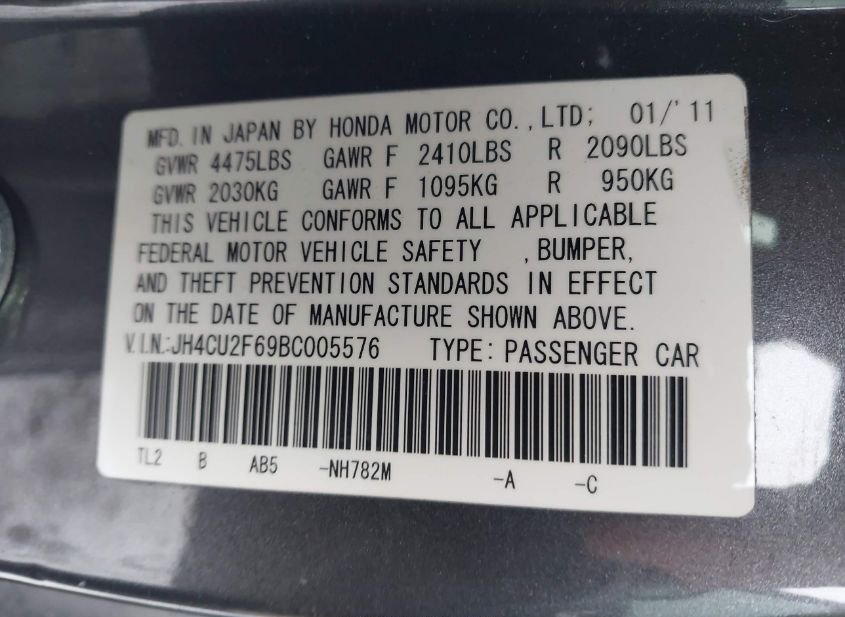 MFD. IN JAPAN BY HONDA MOTOR CO., LTD; 01/'11
GVWR 4475LBS GAWR F 2410LBS R 2090LBS
GVWR 2030KG GAWR F 1095KG R 950KG
THIS VEHICLE CONFORMS TO ALL APPLICABLE
FEDERAL MOTOR VEHICLE SAFETY , BUMPER,
AND THEFT PREVENTION STANDARDS IN EFFECT
ON THE DATE OF MANUFACTURE SHOWN ABOVE.
V.I.N.:JH4CU2F69BC005576 TYPE: PASSENGER CAR
TL2 B AB5 -NH782M -A -C